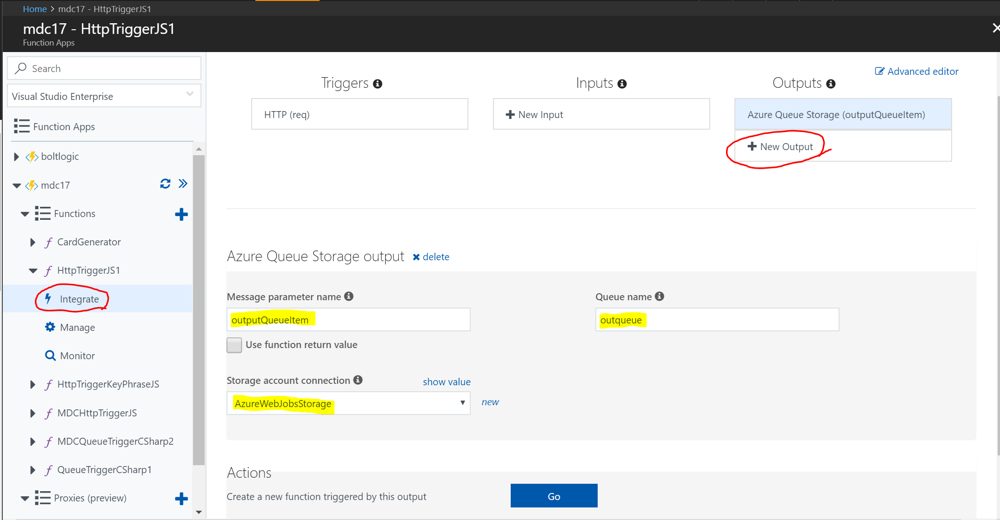 Home > mdc17 - HttpTriggerJS1
mdc17 - HttpTriggerJS1
Function Apps
Search
Visual Studio Enterprise
Function Apps
boltlogic
mdc17
Functions
CardGenerator
HttpTriggerJS1
Integrate
Manage
Monitor
HttpTriggerKeyPhraseJS
MDCHttpTriggerJS
MDCQueueTriggerCSharp2
QueueTriggerCSharp1
Proxies (preview)
Advanced editor
Triggers
HTTP (req)
Inputs
New Input
Outputs
Azure Queue Storage (outputQueueItem)
New Output
Azure Queue Storage output delete
Message parameter name
outputQueueItem
Use function return value
Queue name
outqueue
Storage account connection show value
AzureWebJobsStorage new
Actions
Create a new function triggered by this output Go